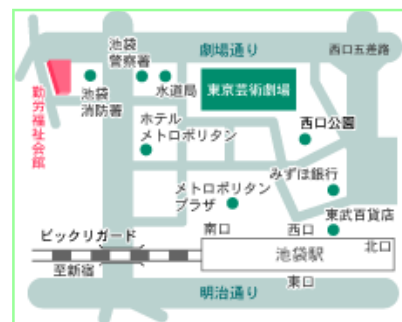 劇場通り
西口五差路
池袋
警察署
水道局
東京芸術劇場
池袋
消防署
勤労福祉会館
ホテル
メトロポリタン
西口公園
みずほ銀行
メトロポリタン
プラザ
東武百貨店
ビックリガード
南口
西口
北口
池袋駅
至新宿
東口
明治通り